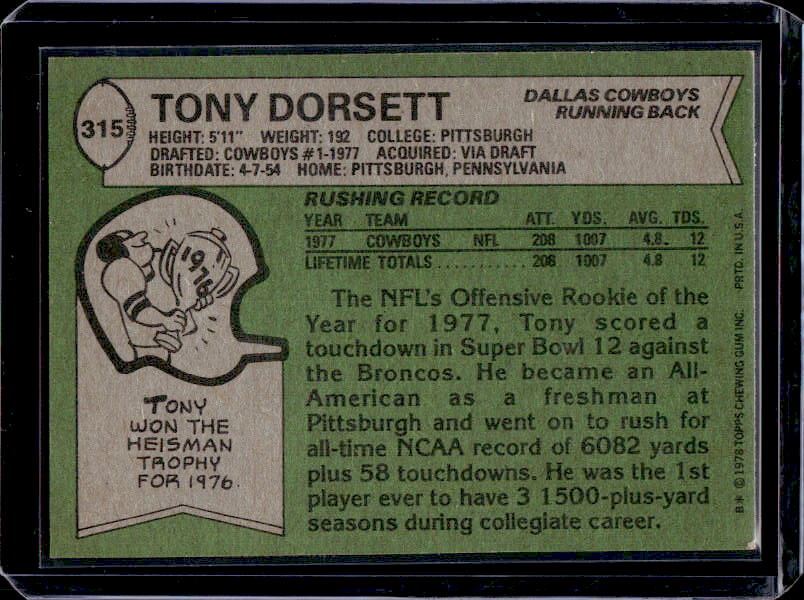 315
TONY DORSETT
DALLAS COWBOYS
RUNNING BACK
HEIGHT: 5'11" WEIGHT: 192 COLLEGE: PITTSBURGH
DRAFTED: COWBOYS #1-1977 ACQUIRED: VIA DRAFT
BIRTHDATE: 4-7-54 HOME: PITTSBURGH, PENNSYLVANIA
RUSHING RECORD
YEAR TEAM ATT. YDS. AVG. TDS.
1977 COWBOYS NFL 208 1007 4.8 12
LIFETIME TOTALS ........... 208 1007 4.8 12
The NFL's Offensive Rookie of the
Year for 1977, Tony scored a
touchdown in Super Bowl 12 against
the Broncos. He became an All-
American as a freshman at
Pittsburgh and went on to rush for
all-time NCAA record of 6082 yards
plus 58 touchdowns. He was the 1st
player ever to have 3 1500-plus-yard
seasons during collegiate career.
1976
TONY
WON THE
HEISMAN
TROPHY
FOR 1976.
B* © 1978 TOPPS CHEWING GUM INC. PRTD. IN U.S.A.